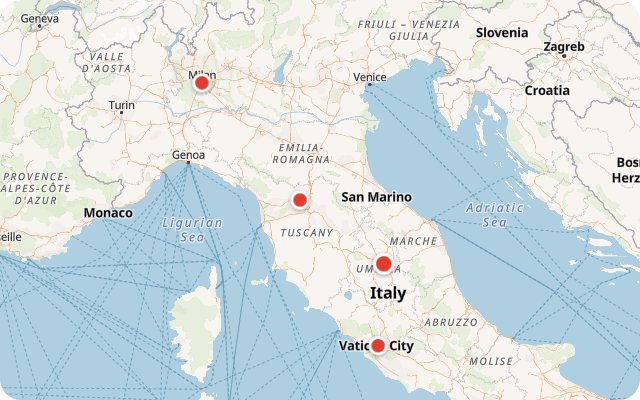 Geneva
FRIULI – VENEZIA
GIULIA
Slovenia
Zagreb
VALLE
D'AOSTA
Milan
Venice
Turin
Croatia
Genoa
EMILIA-
ROMAGNA
PROVENCE-
ALPES-CÔTE
D'AZUR
Bos
Herz
Monaco
San Marino
Ligurian
Sea
Adriatic
Sea
TUSCANY
MARCHE
eille
Italy
ABRUZZO
City
MOLISE